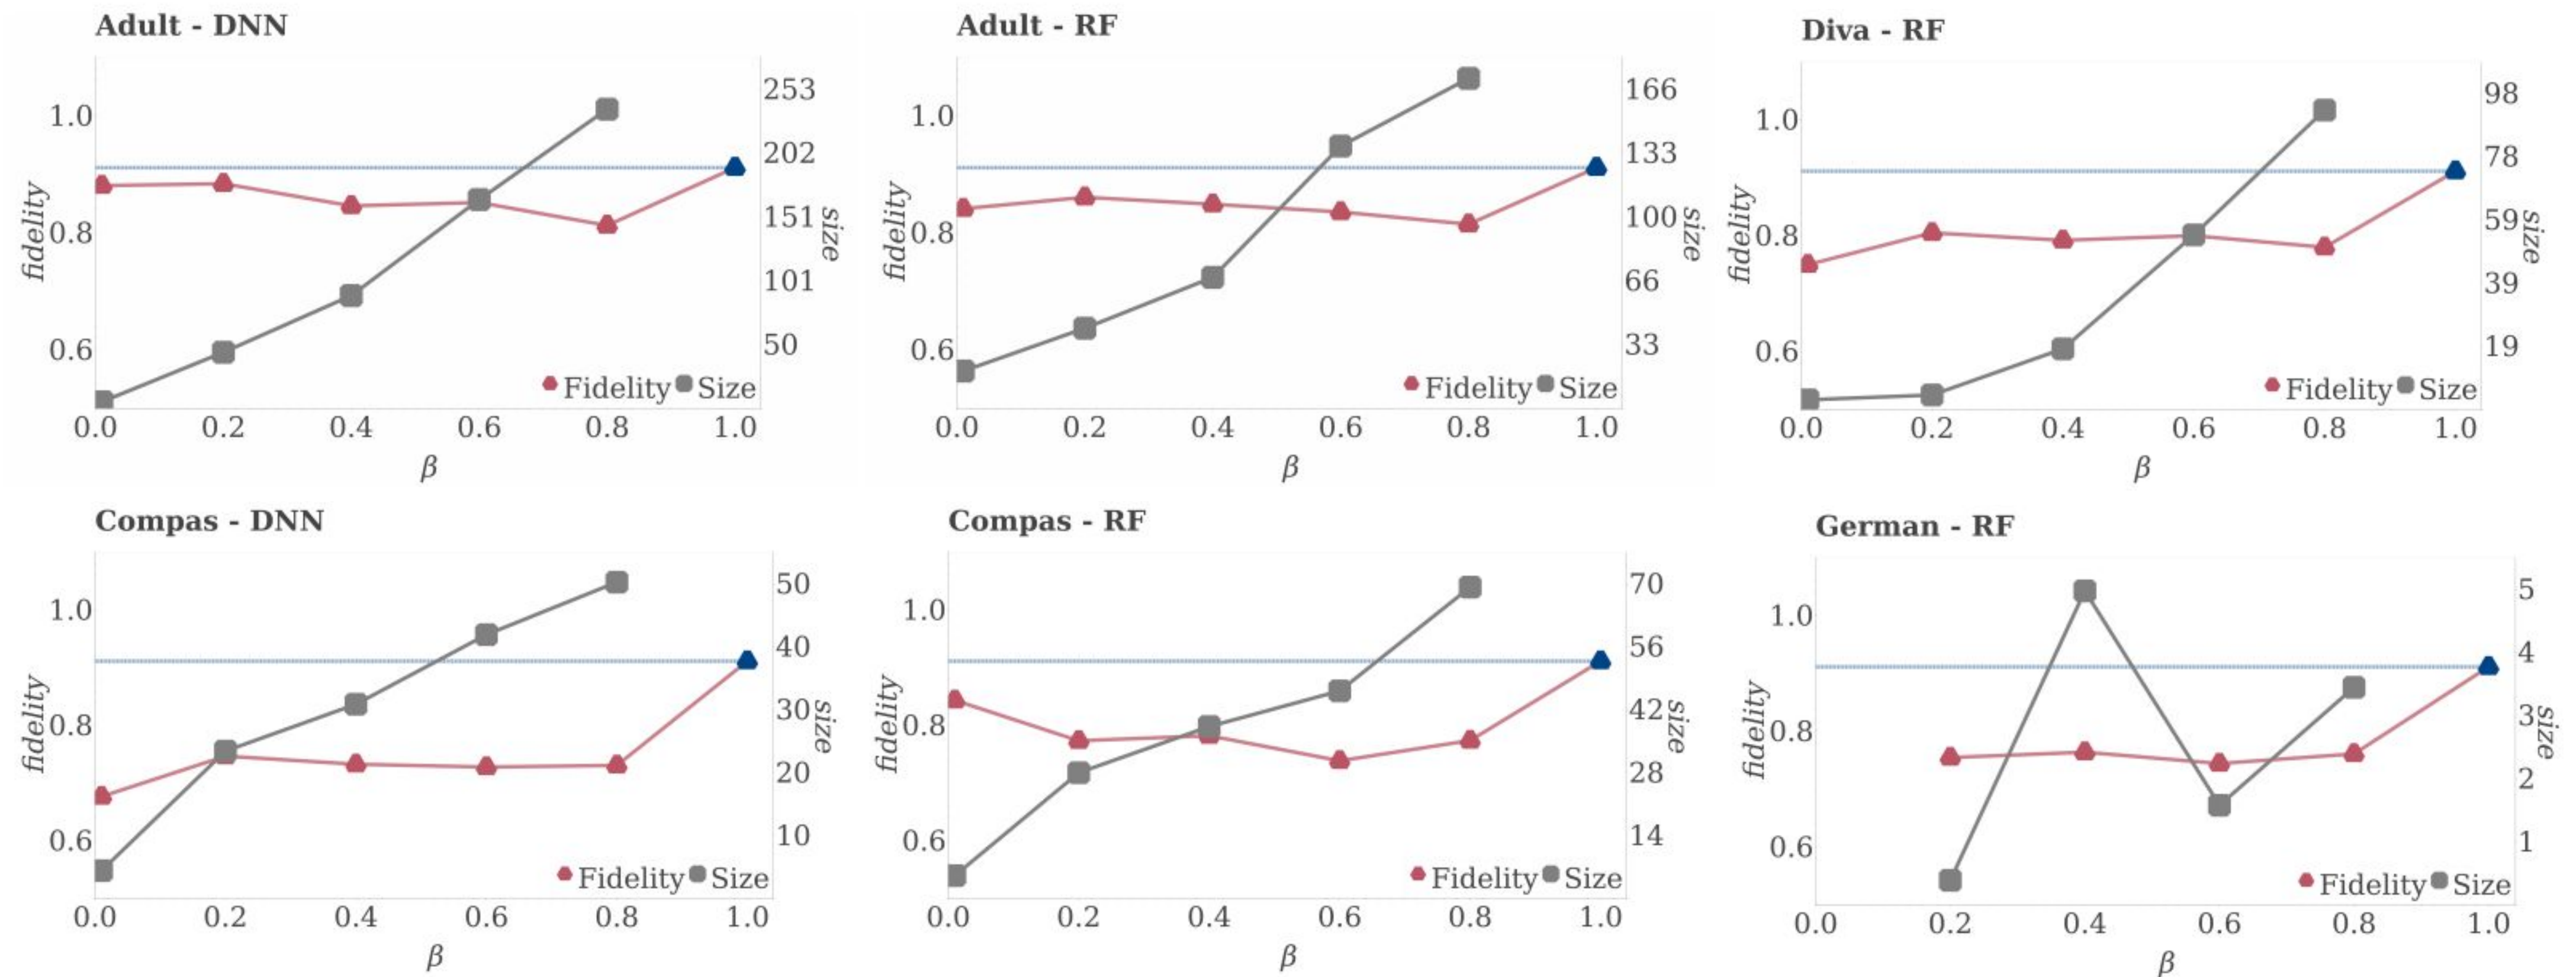 Adult - DNN
1.0
0.8
0.6
fidelity
253
202
151
101
50
size
Fidelity Size
0.0 0.2 0.4 0.6 0.8 1.0
β
Adult - RF
1.0
0.8
0.6
fidelity
166
133
100
66
33
size
Fidelity Size
0.0 0.2 0.4 0.6 0.8 1.0
β
Diva - RF
1.0
0.8
0.6
fidelity
98
78
59
39
19
size
Fidelity Size
0.0 0.2 0.4 0.6 0.8 1.0
β
Compas - DNN
1.0
0.8
0.6
fidelity
50
40
30
20
10
size
Fidelity Size
0.0 0.2 0.4 0.6 0.8 1.0
β
Compas - RF
1.0
0.8
0.6
fidelity
70
56
42
28
14
size
Fidelity Size
0.0 0.2 0.4 0.6 0.8 1.0
β
German - RF
1.0
0.8
0.6
fidelity
5
4
3
2
1
size
Fidelity Size
0.0 0.2 0.4 0.6 0.8 1.0
β